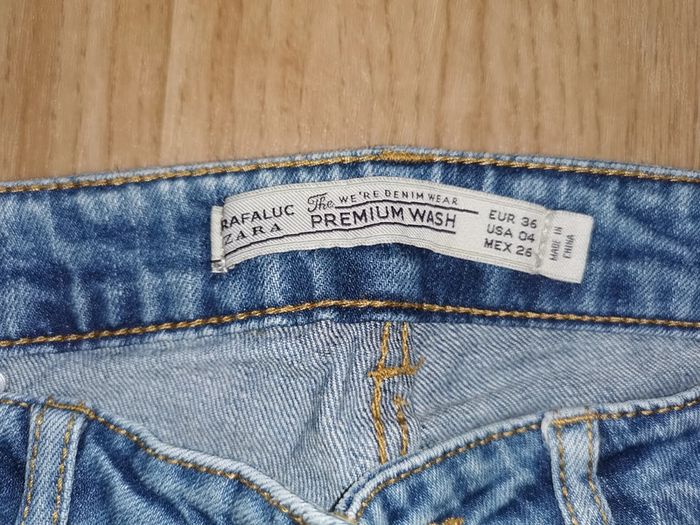 RAFALUC
ZARA
The WE'RE DENIM WEAR
PREMIUM WASH
EUR 36
USA 04
MEX 26
MADE IN
CHINA